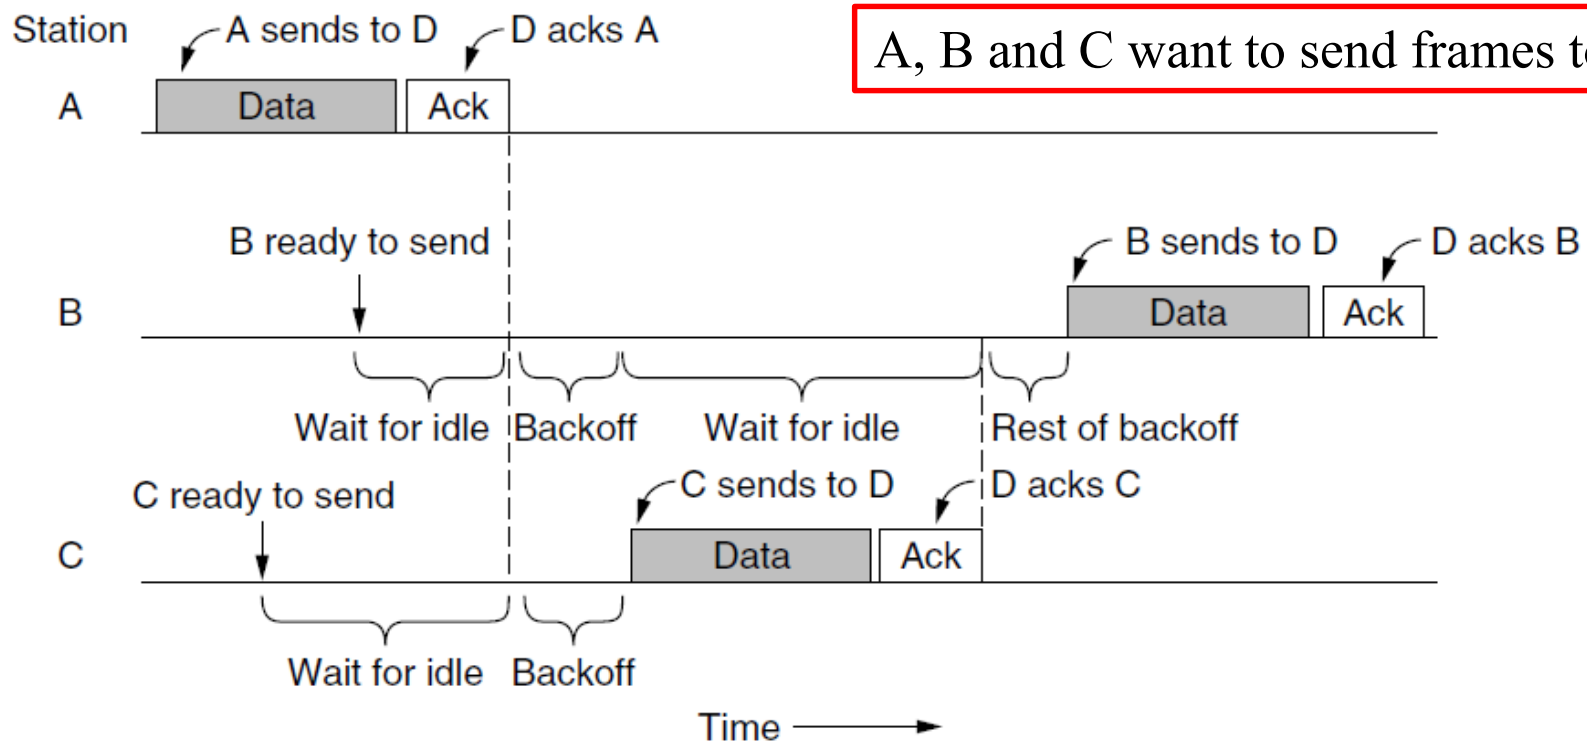 Station
A sends to D
D acks A
A, B and C want to send frames to
A
Data
Ack
B ready to send
B sends to D
D acks B
B
Data
Ack
Wait for idle
Backoff
Wait for idle
Rest of backoff
C ready to send
C sends to D
D acks C
C
Data
Ack
Wait for idle
Backoff
Time